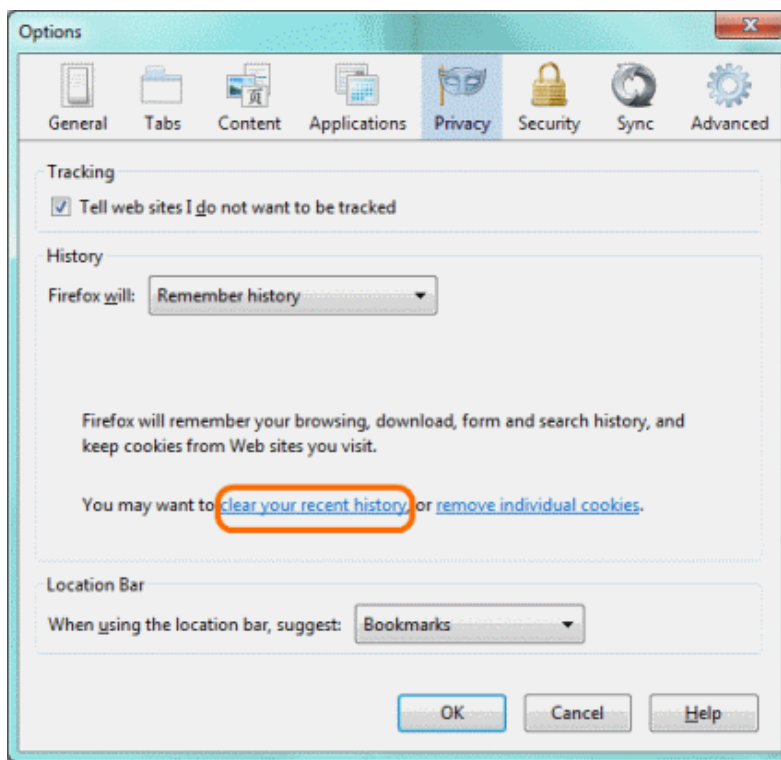 Options
General Tabs Content Applications Privacy Security Sync Advanced
Tracking
Tell web sites I do not want to be tracked
History
Firefox will: Remember history
Firefox will remember your browsing, download, form and search history, and
keep cookies from Web sites you visit.
You may want to clear your recent history, or remove individual cookies.
Location Bar
When using the location bar, suggest: Bookmarks
OK Cancel Help